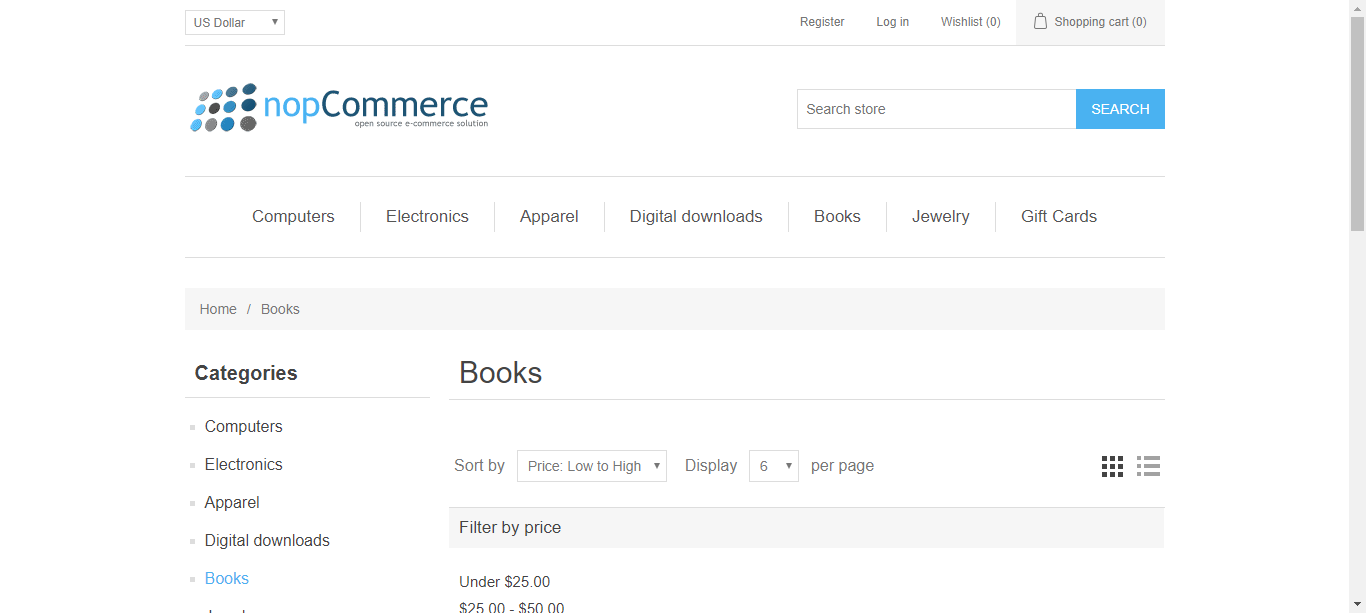 US Dollar
Register Log in Wishlist (0) Shopping cart (0)
nopCommerce
open source e-commerce solution
Search store SEARCH
Computers Electronics Apparel Digital downloads Books Jewelry Gift Cards
Home / Books
Categories
Computers
Electronics
Apparel
Digital downloads
Books
Books
Sort by Price: Low to High Display 6 per page
Filter by price
Under $25.00
$25.00 - $50.00